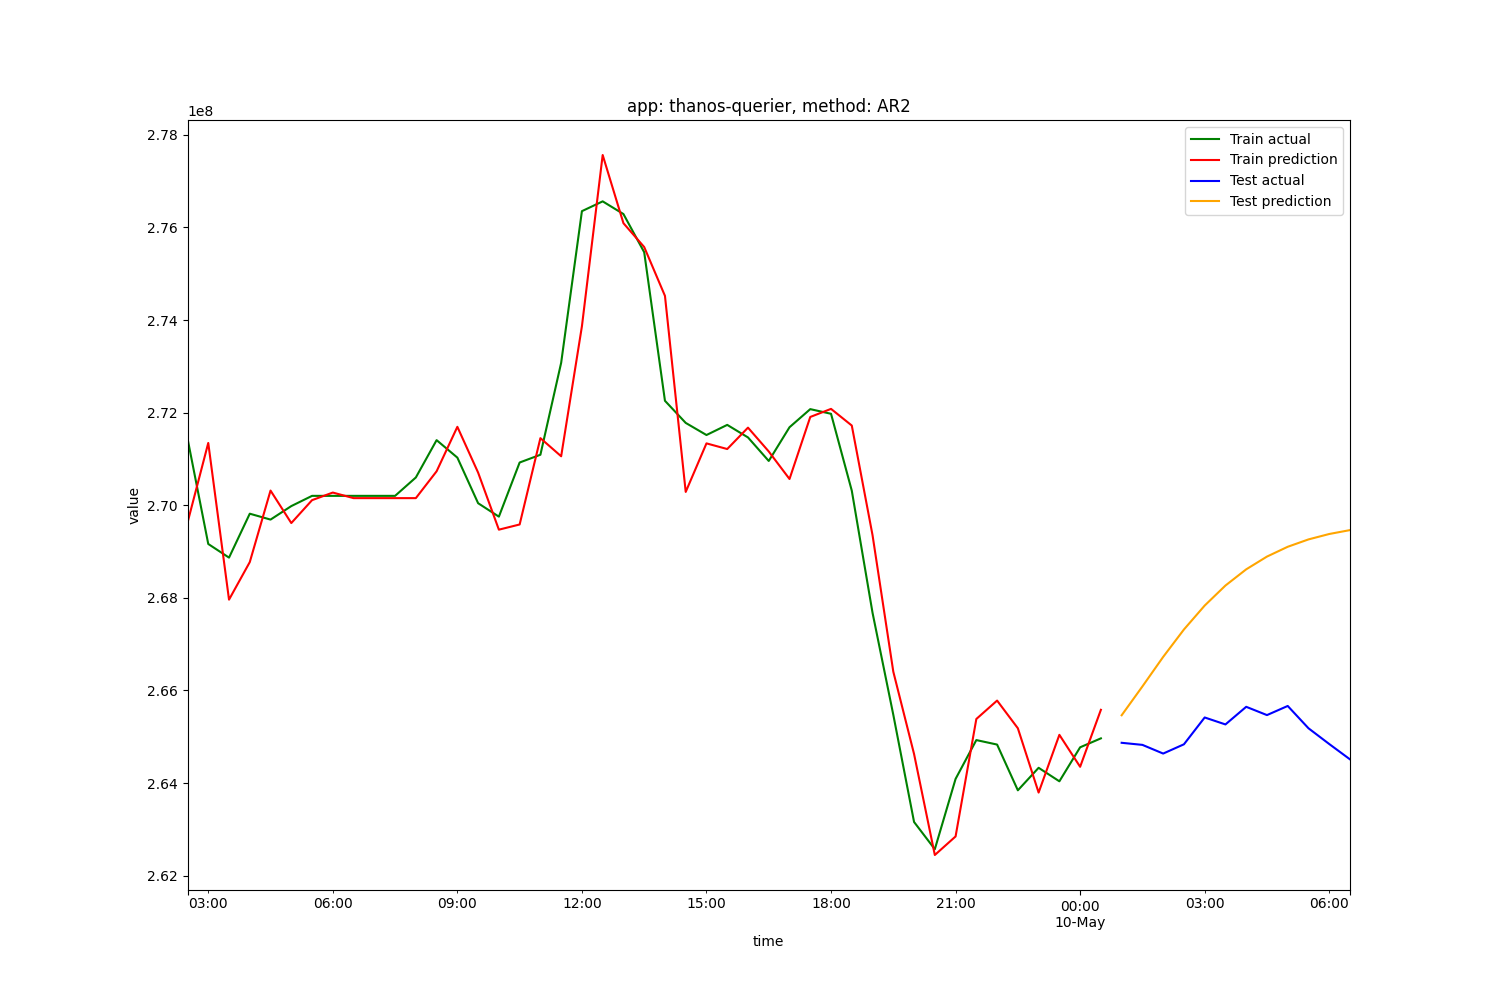 app: thanos-querier, method: AR2
1e8
2.78
2.76
2.74
2.72
2.70
2.68
2.66
2.64
2.62
value
Train actual
Train prediction
Test actual
Test prediction
03:00 06:00 09:00 12:00 15:00 18:00 21:00 00:00 03:00 06:00
10-May
time